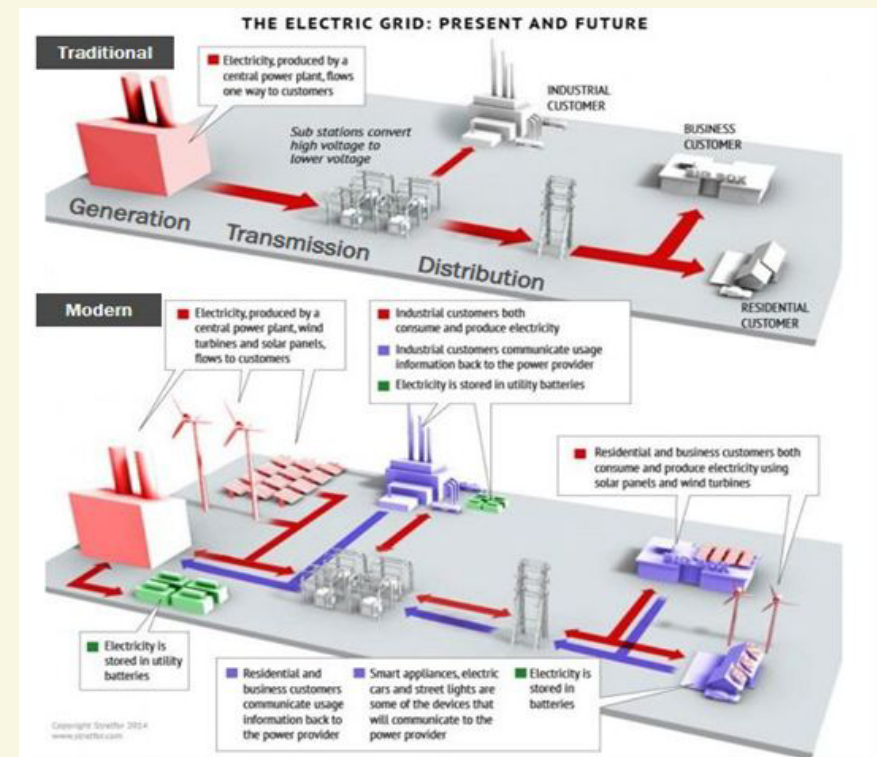 THE ELECTRIC GRID: PRESENT AND FUTURE
Traditional
Electricity, produced by a
central power plant, flows
one way to customers
INDUSTRIAL
CUSTOMER
Sub stations convert
high voltage to
lower voltage
BUSINESS
CUSTOMER
BIG BOX
Generation
Transmission
Distribution
RESIDENTIAL
CUSTOMER
Modern
Electricity, produced by a
central power plant, wind
turbines and solar panels,
flows to customers
Industrial customers both
consume and produce electricity
Industrial customers communicate usage
information back to the power provider
Electricity is stored in utility batteries
Residential and business customers both
consume and produce electricity using
solar panels and wind turbines
BIG BOX
Electricity is
stored in utility
batteries
Residential and
business customers
communicate usage
information back to
the power provider
Smart appliances, electric
cars and street lights are
some of the devices that
will communicate to the
power provider
Electricity is
stored in
batteries
Copyright Stratfor 2014
www.stratfor.com